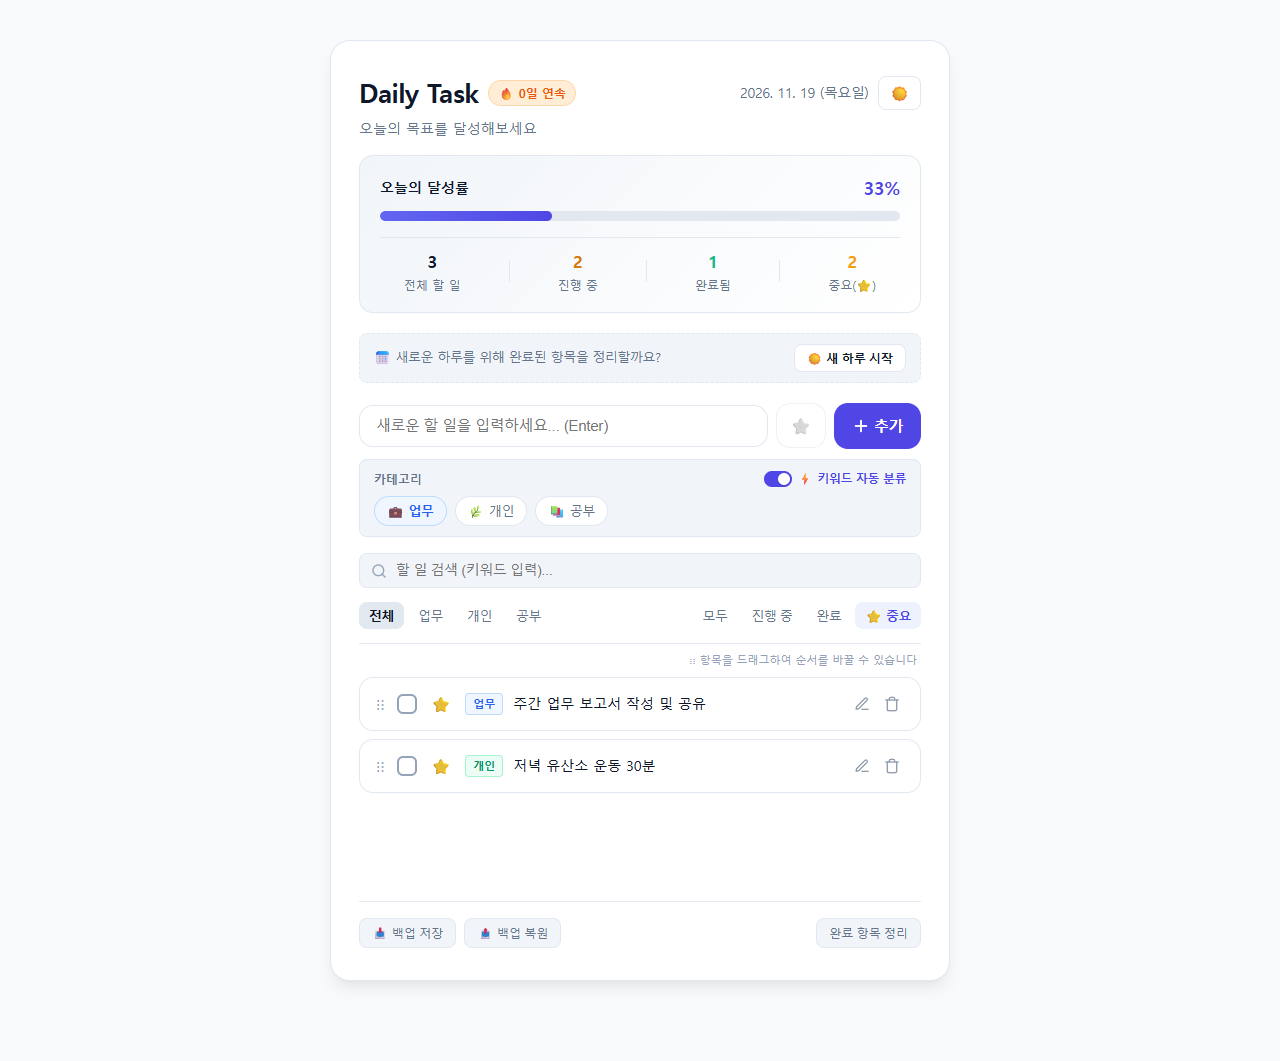 Daily Task 🔥 0일 연속 2026. 11. 19 (목요일)
오늘의 목표를 달성해보세요
오늘의 달성률 33%
3 2 1 2
전체 할 일 진행 중 완료됨 중요(⭐)
새로운 하루를 위해 완료된 항목을 정리할까요? 새 하루 시작
새로운 할 일을 입력하세요... (Enter) + 추가
카테고리 ⚡ 키워드 자동 분류
💼 업무 🌿 개인 📚 공부
할 일 검색 (키워드 입력)...
전체 업무 개인 공부 모두 진행 중 완료 ⭐ 중요
⠿ 항목을 드래그하여 순서를 바꿀 수 있습니다
업무 주간 업무 보고서 작성 및 공유
개인 저녁 유산소 운동 30분
📥 백업 저장 📤 백업 복원 완료 항목 정리